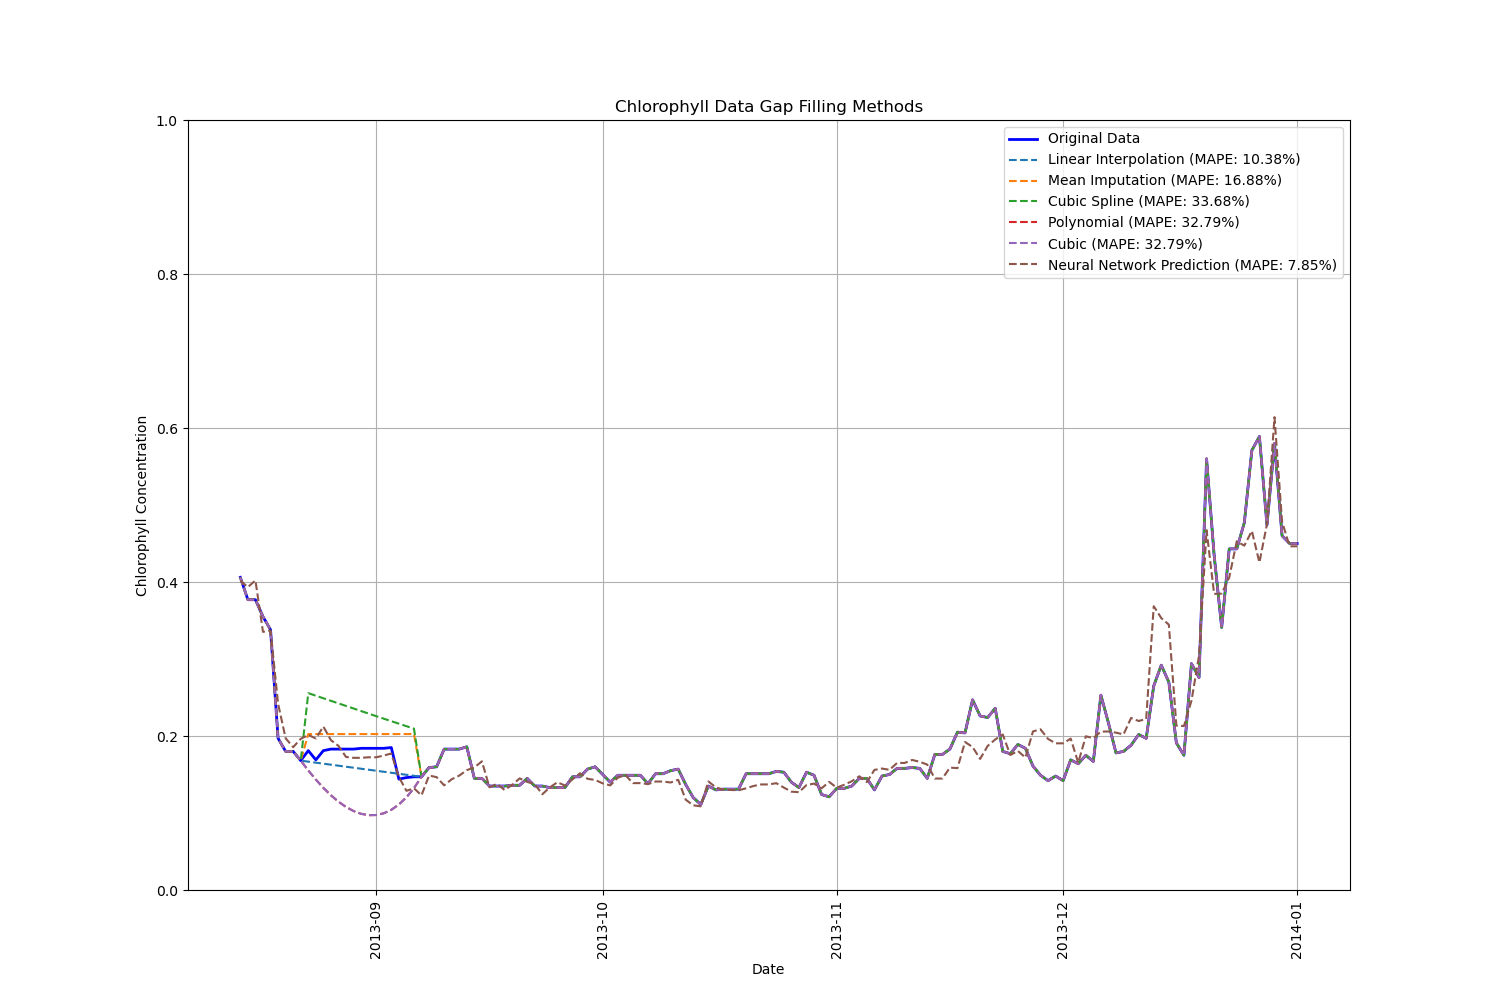 Chlorophyll Data Gap Filling Methods
1.0
0.8
0.6
0.4
0.2
0.0
Chlorophyll Concentration
Original Data
Linear Interpolation (MAPE: 10.38%)
Mean Imputation (MAPE: 16.88%)
Cubic Spline (MAPE: 33.68%)
Polynomial (MAPE: 32.79%)
Cubic (MAPE: 32.79%)
Neural Network Prediction (MAPE: 7.85%)
2013-09
2013-10
2013-11
2013-12
2014-01
Date